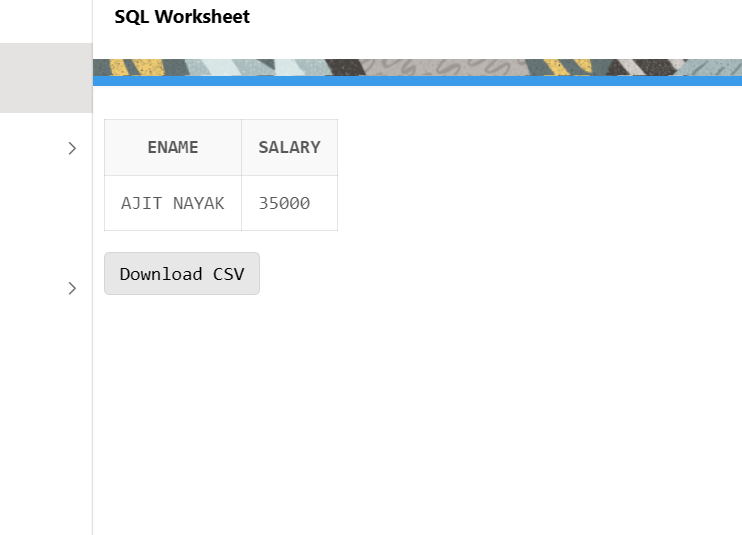 SQL Worksheet
ENAME SALARY
AJIT NAYAK 35000
Download CSV